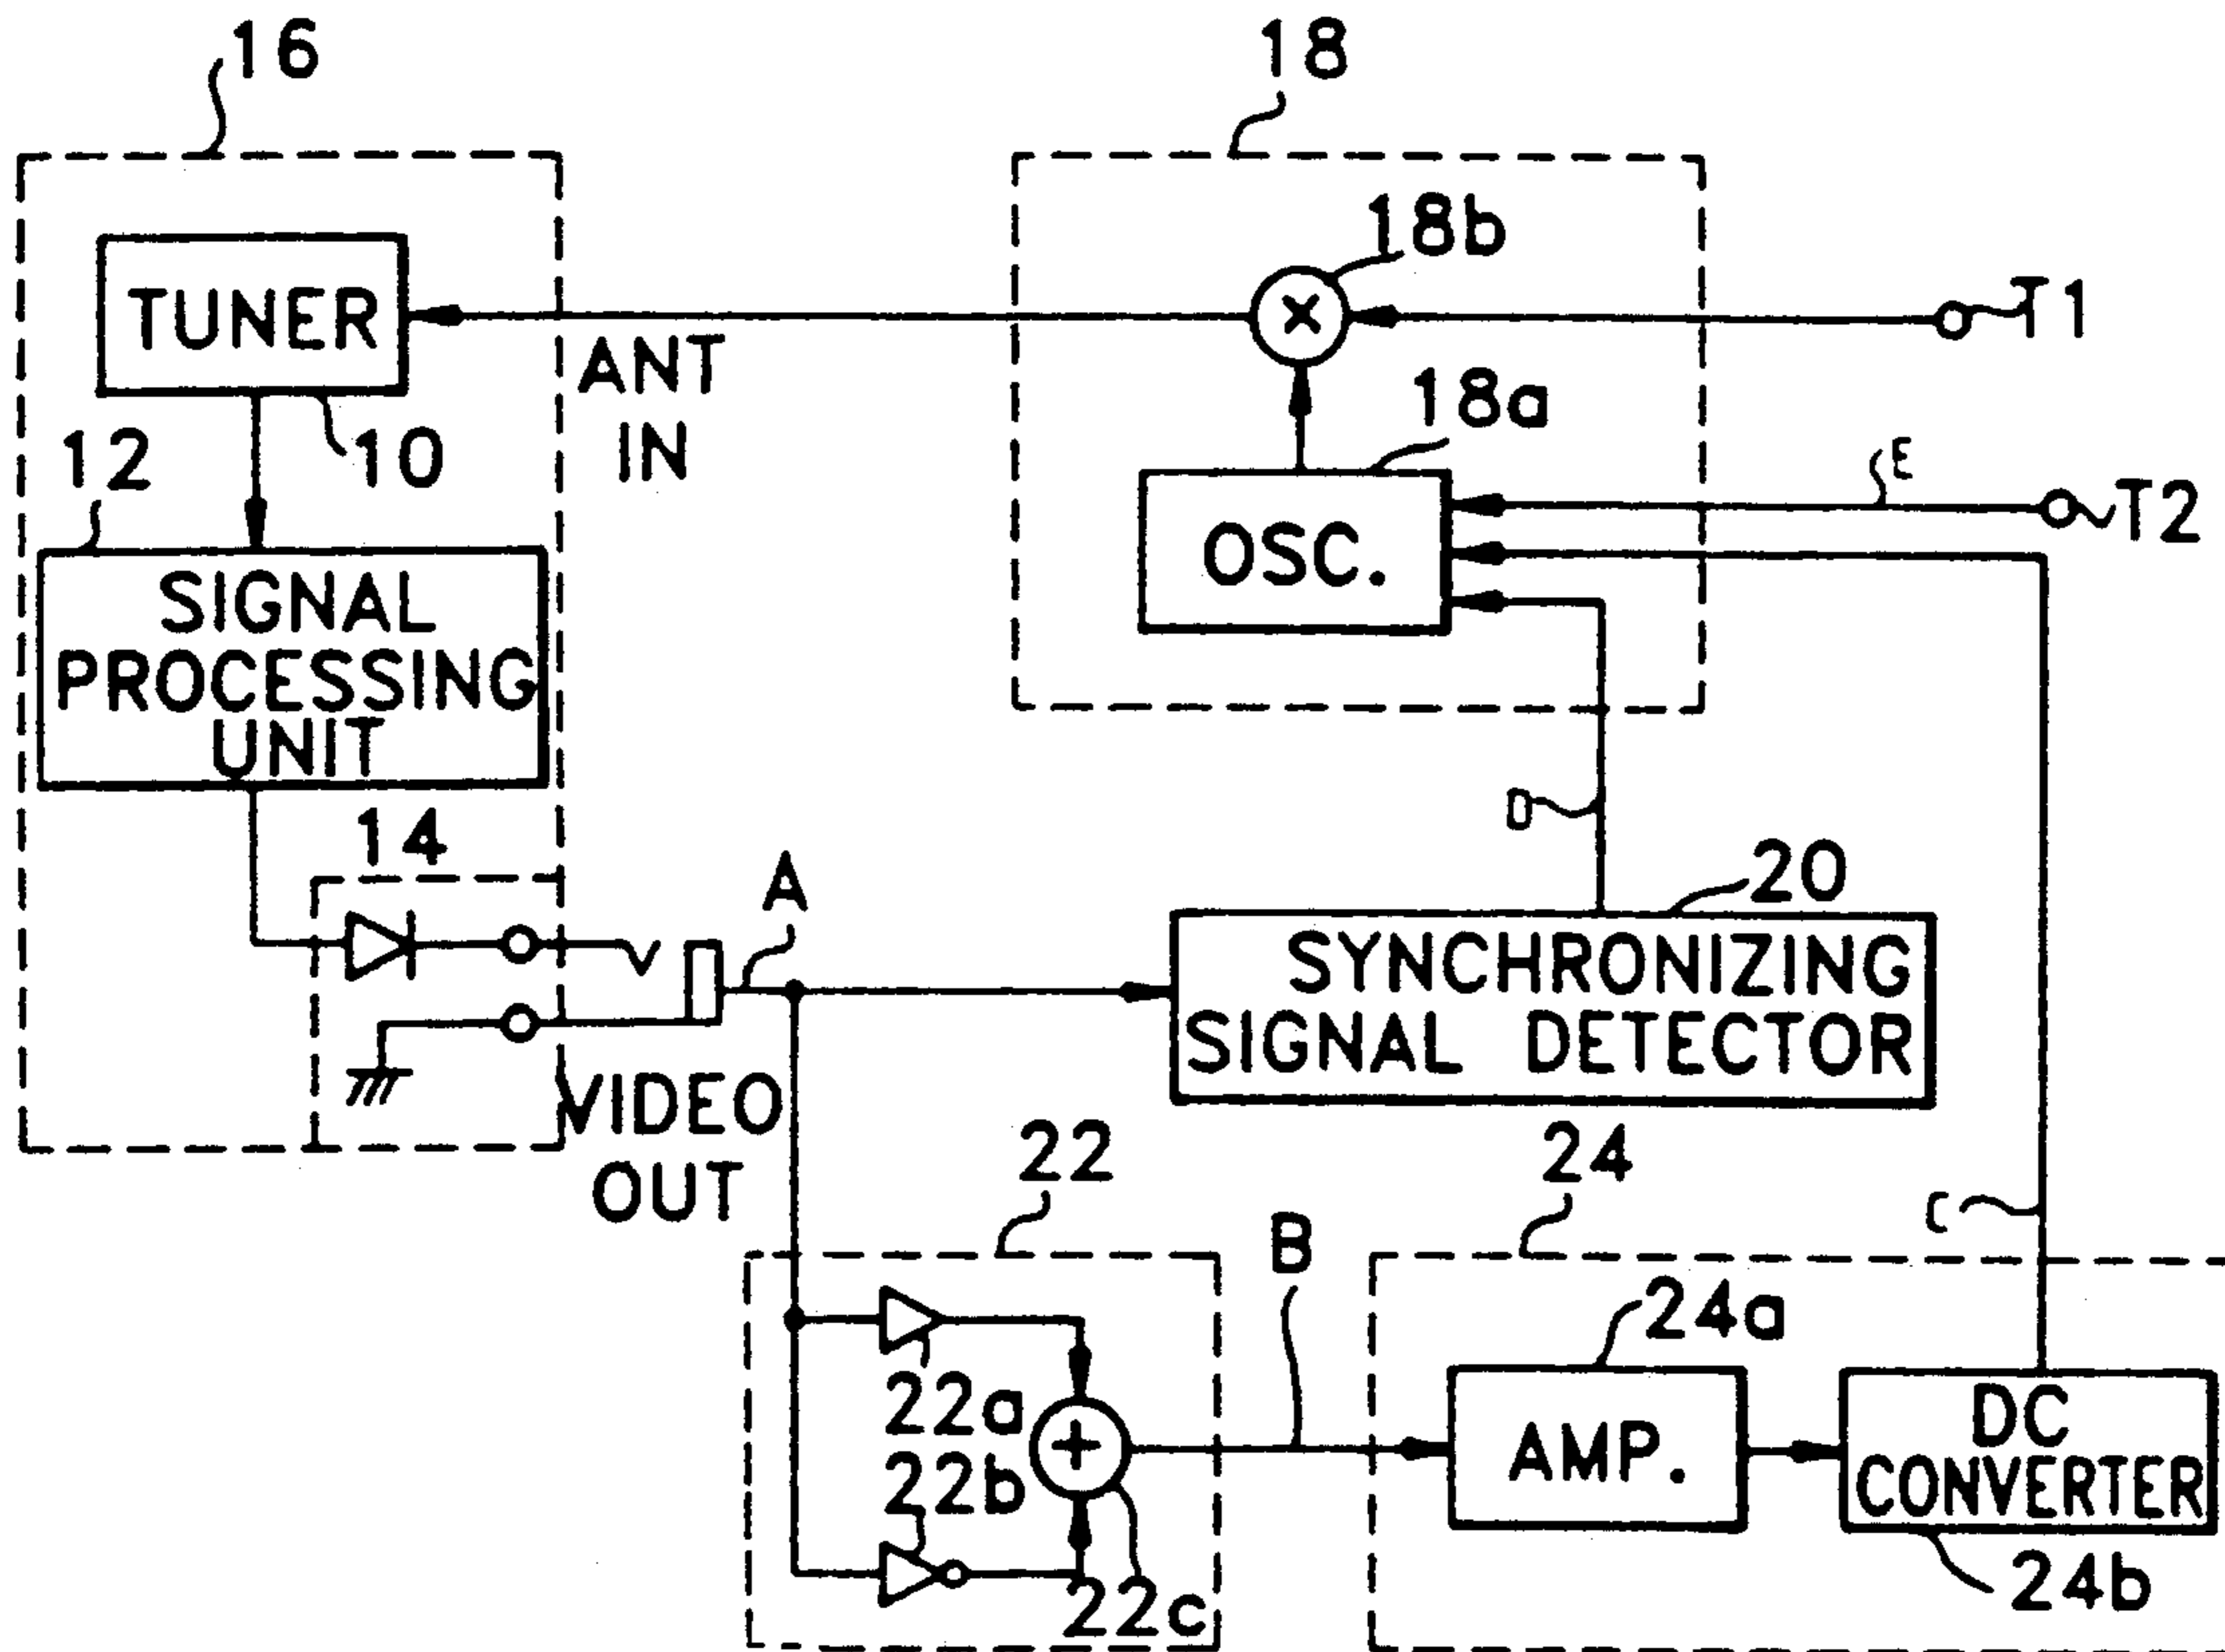 16
18
18b
TUNER
T1
ANT
IN
18a
12
10
E
T2
OSC.
SIGNAL
PROCESSING
UNIT
D
14
A
20
SYNCHRONIZING
SIGNAL DETECTOR
VIDEO
OUT
22
24
C
B
24a
22a
22b
AMP.
DC
CONVERTER
22c
24b